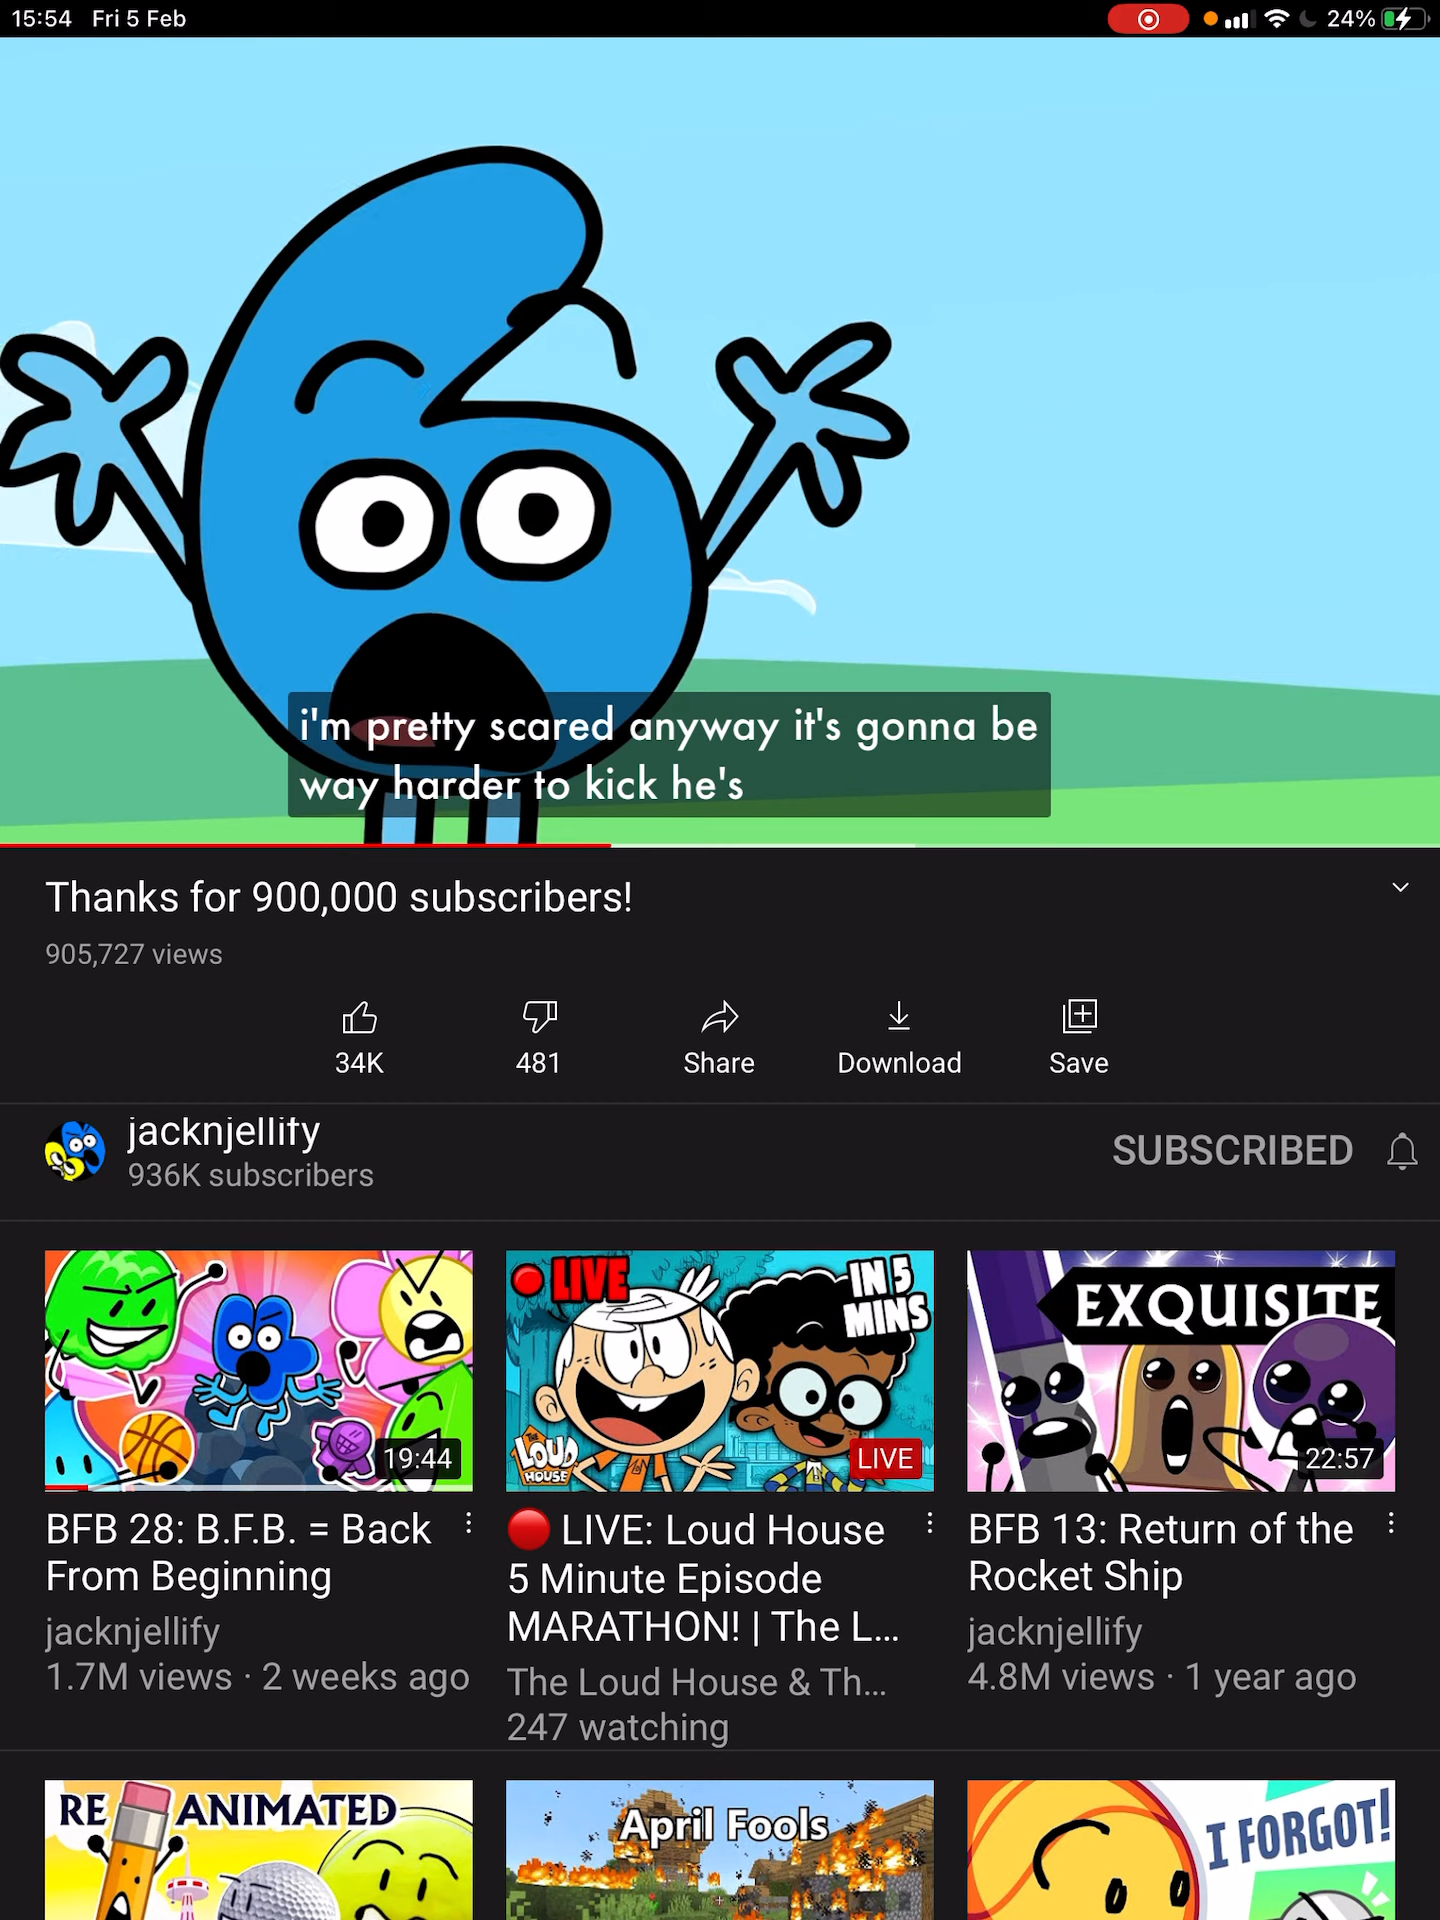 15:54 Fri 5 Feb
24%
i'm pretty scared anyway it's gonna be
way harder to kick he's
Thanks for 900,000 subscribers!
905,727 views
34K
481
Share
Download
Save
jacknjellify
936K subscribers
SUBSCRIBED
19:44
BFB 28: B.F.B. = Back
From Beginning
jacknjellify
1.7M views · 2 weeks ago
LIVE
IN 5
MINS
THE
LOUD
HOUSE
LIVE
LIVE: Loud House
5 Minute Episode
MARATHON! | The L...
The Loud House & Th...
247 watching
EXQUISITE
22:57
BFB 13: Return of the
Rocket Ship
jacknjellify
4.8M views · 1 year ago
RE ANIMATED
April Fools
I FORGOT!